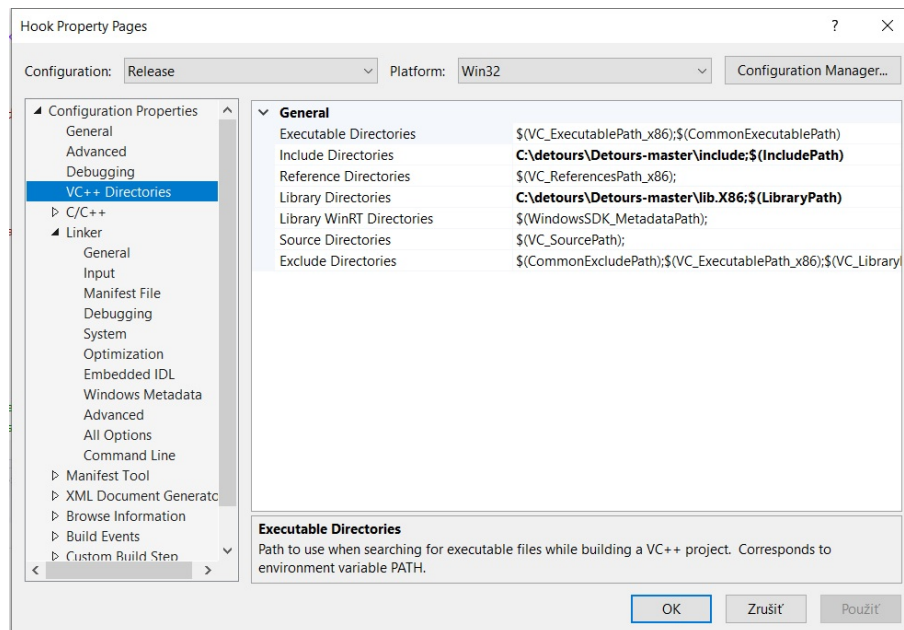 Hook Property Pages
? ×
Configuration: Release Platform: Win32 Configuration Manager...
Configuration Properties
General
Advanced
Debugging
VC++ Directories
C/C++
Linker
General
Input
Manifest File
Debugging
System
Optimization
Embedded IDL
Windows Metadata
Advanced
All Options
Command Line
Manifest Tool
XML Document Generato
Browse Information
Build Events
Custom Build Step
General
Executable Directories $(VC_ExecutablePath_x86);$(CommonExecutablePath)
Include Directories C:\detours\Detours-master\include;$(IncludePath)
Reference Directories $(VC_ReferencesPath_x86);
Library Directories C:\detours\Detours-master\lib.X86;$(LibraryPath)
Library WinRT Directories $(WindowsSDK_MetadataPath);
Source Directories $(VC_SourcePath);
Exclude Directories $(CommonExcludePath);$(VC_ExecutablePath_x86);$(VC_Library
Executable Directories
Path to use when searching for executable files while building a VC++ project. Corresponds to
environment variable PATH.
OK Zrušiť Použiť